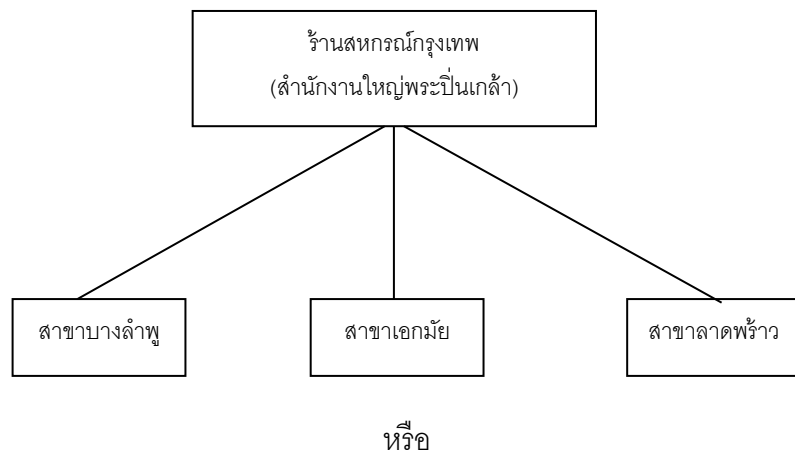 ร้านสหกรณ์กรุงเทพ
(สำนักงานใหญ่พระปิ่นเกล้า)
สาขาบางลำพู
สาขาเอกมัย
สาขาลาดพร้าว
หรือ